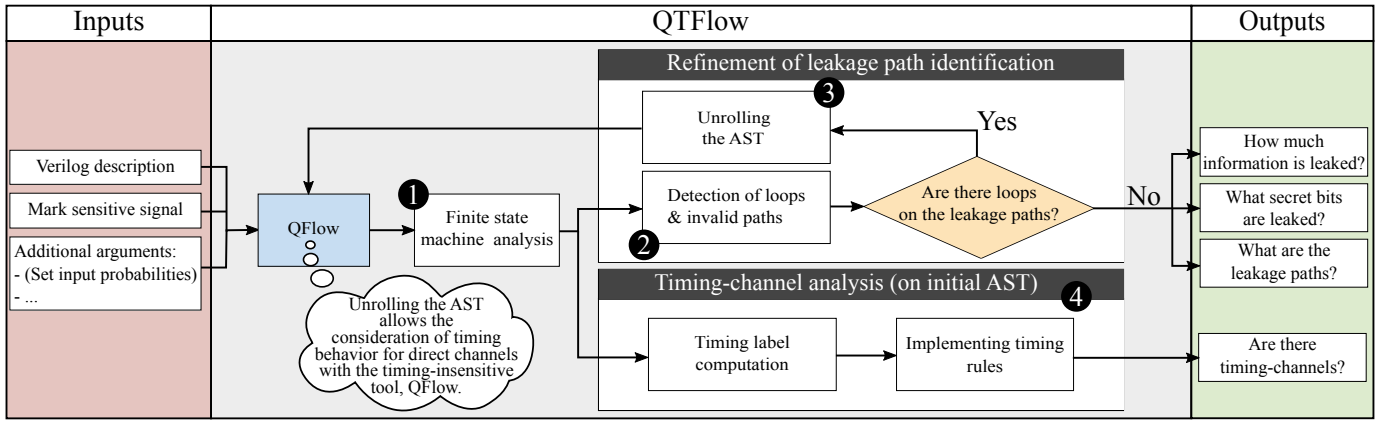 Inputs
QTFlow
Outputs
Verilog description
Mark sensitive signal
Additional arguments:
- (Set input probabilities)
- ...
QFlow
Unrolling the AST
allows the
consideration of timing
behavior for direct channels
with the timing-insensitive
tool, QFlow.
1
Finite state
machine analysis
Refinement of leakage path identification
3
Unrolling
the AST
Yes
2
Detection of loops
& invalid paths
Are there loops
on the leakage paths?
No
Timing-channel analysis (on initial AST)
4
Timing label
computation
Implementing timing
rules
How much
information is leaked?
What secret bits
are leaked?
What are the
leakage paths?
Are there
timing-channels?